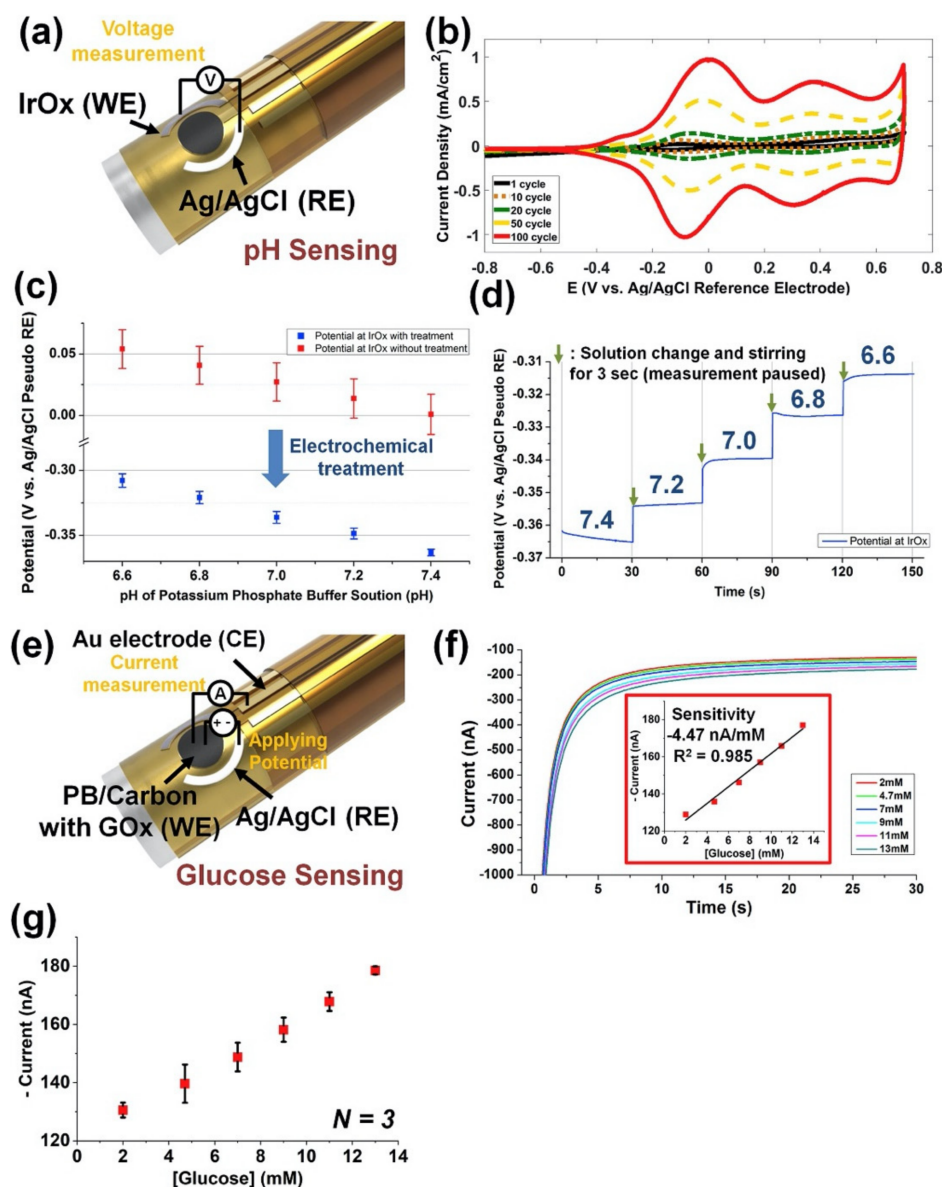 (a)
Voltage
measurement
V
IrOx (WE)
Ag/AgCl (RE)
pH Sensing
(b)
Current Density (mA/cm²)
1
0.5
0
-0.5
-1
1 cycle
10 cycle
20 cycle
50 cycle
100 cycle
-0.8 -0.6 -0.4 -0.2 0 0.2 0.4 0.6 0.8
E (V vs. Ag/AgCl Reference Electrode)
(c)
Potential (V vs. Ag/AgCl Pseudo RE)
0.05
0.00
-0.30
-0.35
Potential at IrOx with treatment
Potential at IrOx without treatment
Electrochemical
treatment
6.6 6.8 7.0 7.2 7.4
pH of Potassium Phosphate Buffer Soution (pH)
(d)
Potential (V vs. Ag/AgCl Pseudo RE)
-0.31
-0.32
-0.33
-0.34
-0.35
-0.36
-0.37
: Solution change and stirring
for 3 sec (measurement paused)
6.6
6.8
7.0
7.2
7.4
Potential at IrOx
0 30 60 90 120 150
Time (s)
(e)
Au electrode (CE)
Current
measurement
A
+ -
Applying
Potential
PB/Carbon
with GOx (WE)
Ag/AgCl (RE)
Glucose Sensing
(f)
Current (nA)
-100
-200
-300
-400
-500
-600
-700
-800
-900
-1000
0 5 10 15 20 25 30
Time (s)
Sensitivity
-4.47 nA/mM
R² = 0.985
- Current (nA)
180
160
140
120
0 2 4 6 8 10 12 14
[Glucose] (mM)
2mM
4.7mM
7mM
9mM
11mM
13mM
(g)
- Current (nA)
180
160
140
120
0 2 4 6 8 10 12 14
[Glucose] (mM)
N = 3